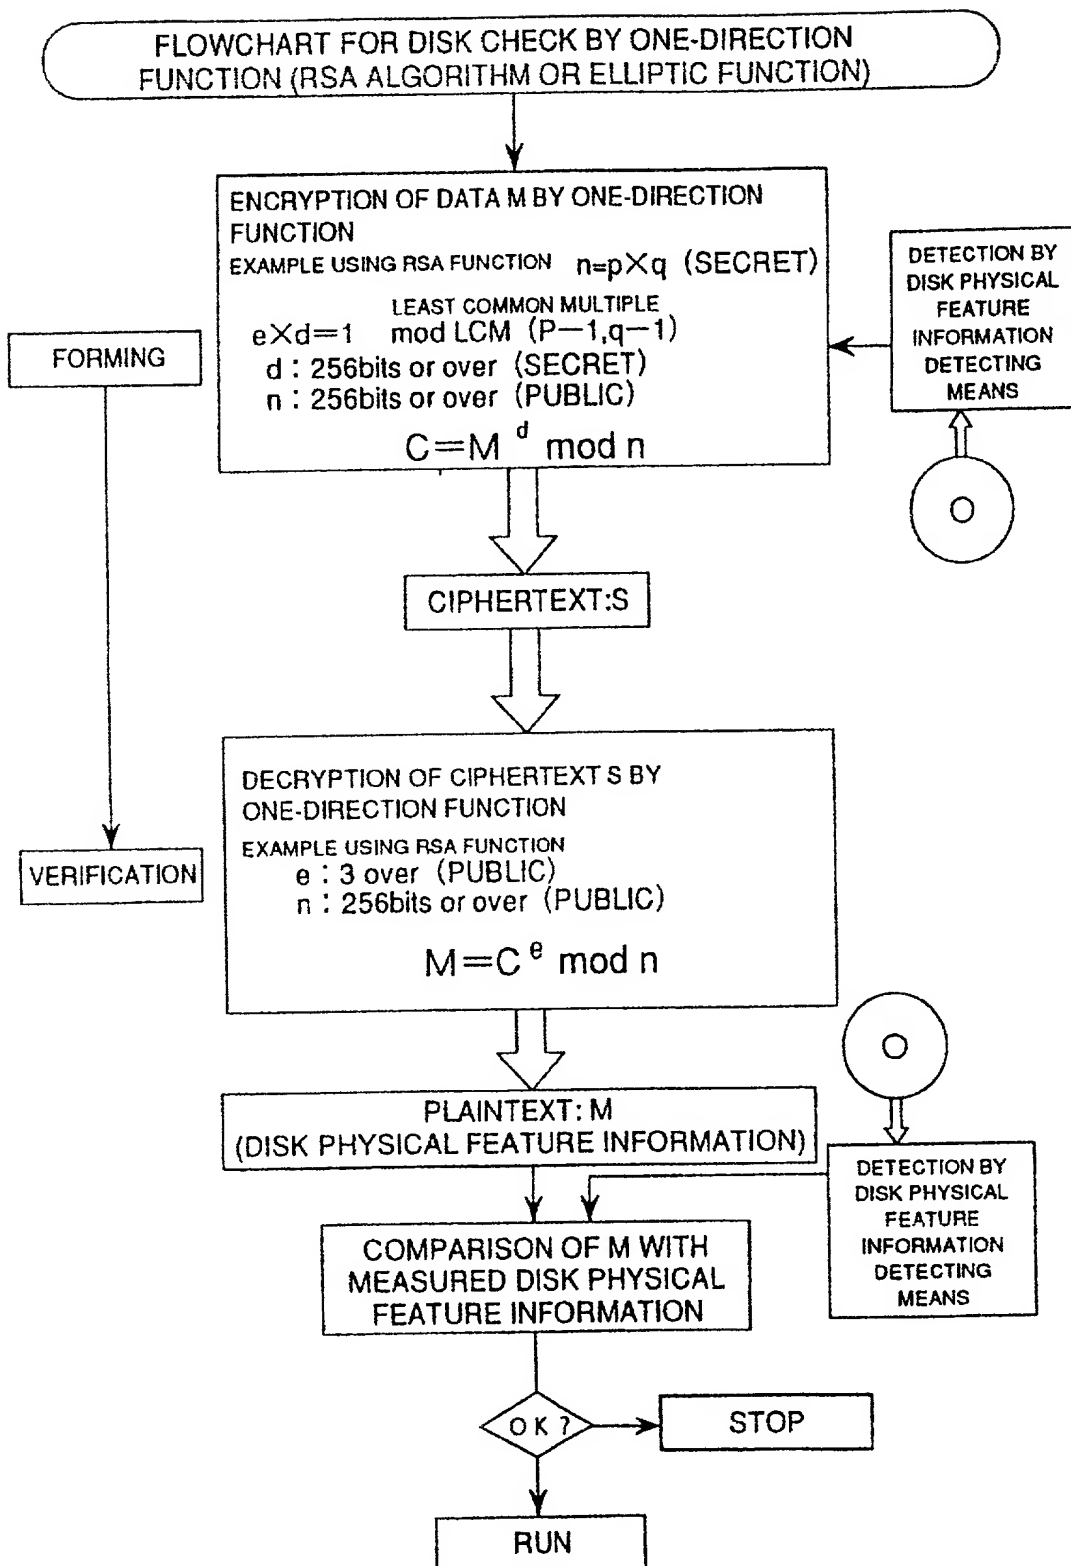 FLOWCHART FOR DISK CHECK BY ONE-DIRECTION
FUNCTION (RSA ALGORITHM OR ELLIPTIC FUNCTION)
ENCRYPTION OF DATA M BY ONE-DIRECTION
FUNCTION
EXAMPLE USING RSA FUNCTION n=p×q (SECRET)
LEAST COMMON MULTIPLE
e×d=1 mod LCM (P-1,q-1)
d : 256bits or over (SECRET)
n : 256bits or over (PUBLIC)
C=M^d mod n
DETECTION BY
DISK PHYSICAL
FEATURE
INFORMATION
DETECTING
MEANS
FORMING
CIPHERTEXT:S
DECRYPTION OF CIPHERTEXT S BY
ONE-DIRECTION FUNCTION
EXAMPLE USING RSA FUNCTION
e : 3 over (PUBLIC)
n : 256bits or over (PUBLIC)
M=C^e mod n
VERIFICATION
PLAINTEXT: M
(DISK PHYSICAL FEATURE INFORMATION)
DETECTION BY
DISK PHYSICAL
FEATURE
INFORMATION
DETECTING
MEANS
COMPARISON OF M WITH
MEASURED DISK PHYSICAL
FEATURE INFORMATION
OK?
STOP
RUN